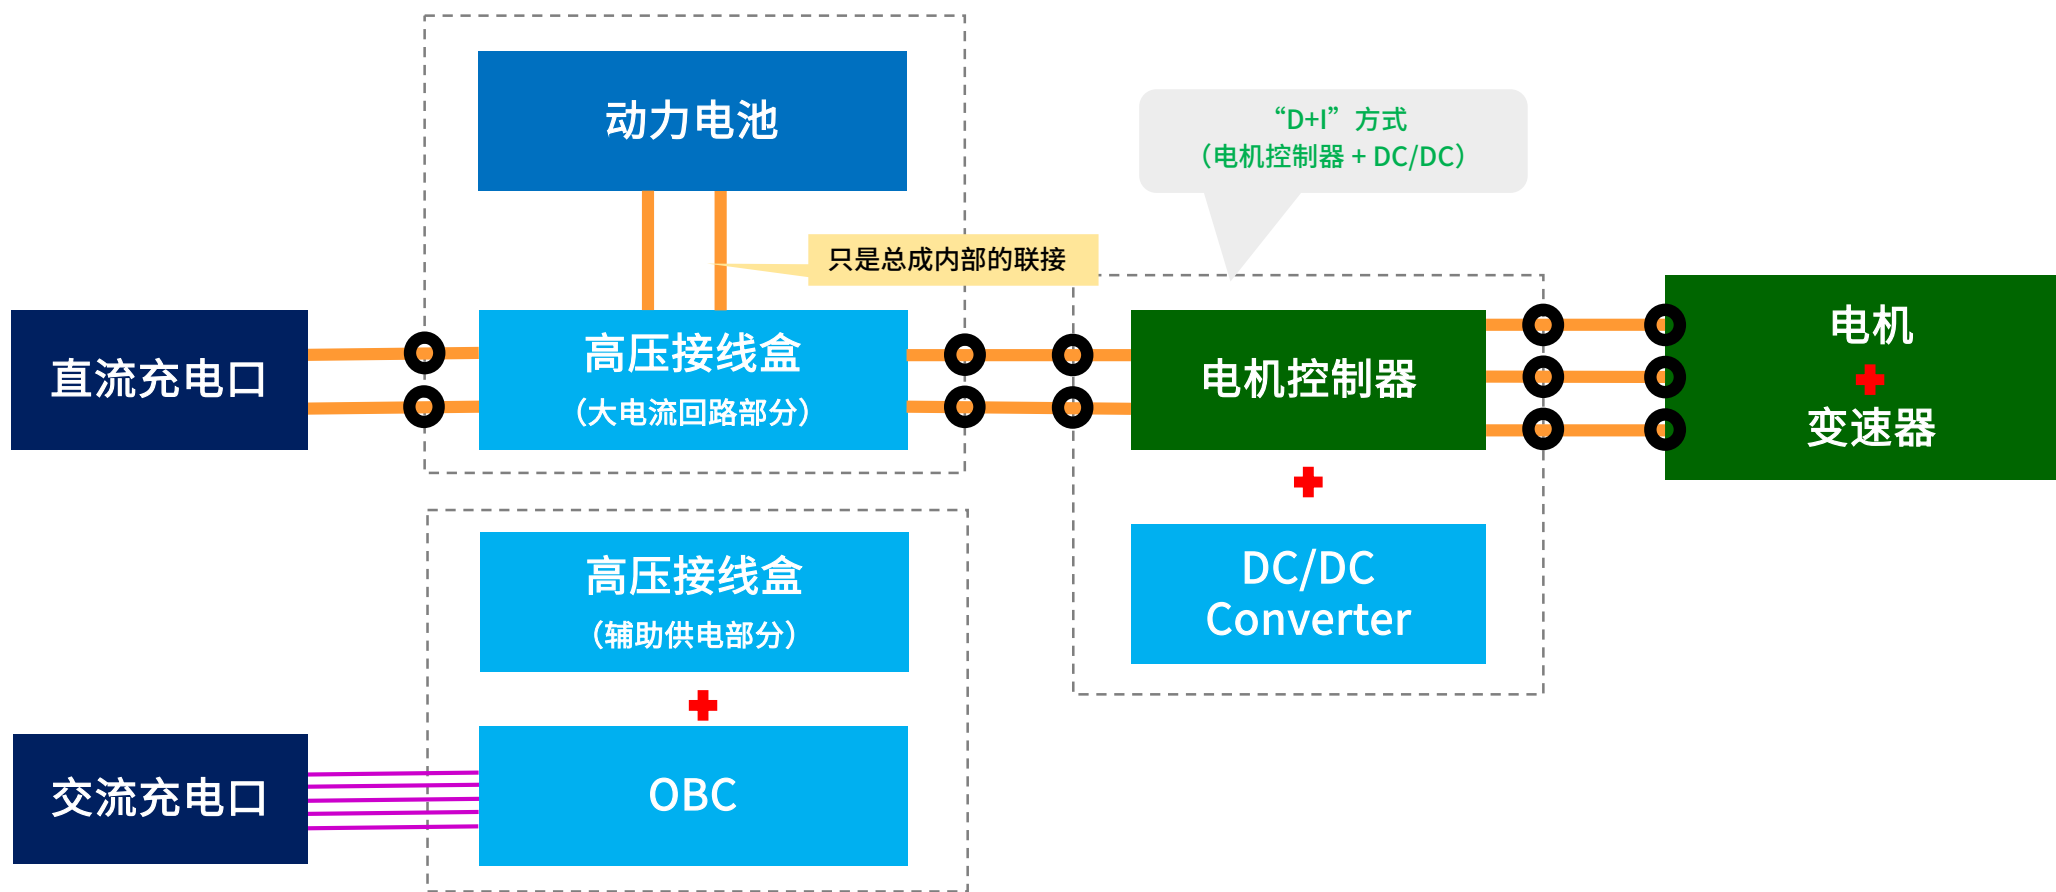 动力电池
“D+I”方式
（电机控制器 + DC/DC）
只是总成内部的联接
直流充电口
高压接线盒
（大电流回路部分）
电机控制器
电机
变速器
高压接线盒
（辅助供电部分）
DC/DC
Converter
交流充电口
OBC